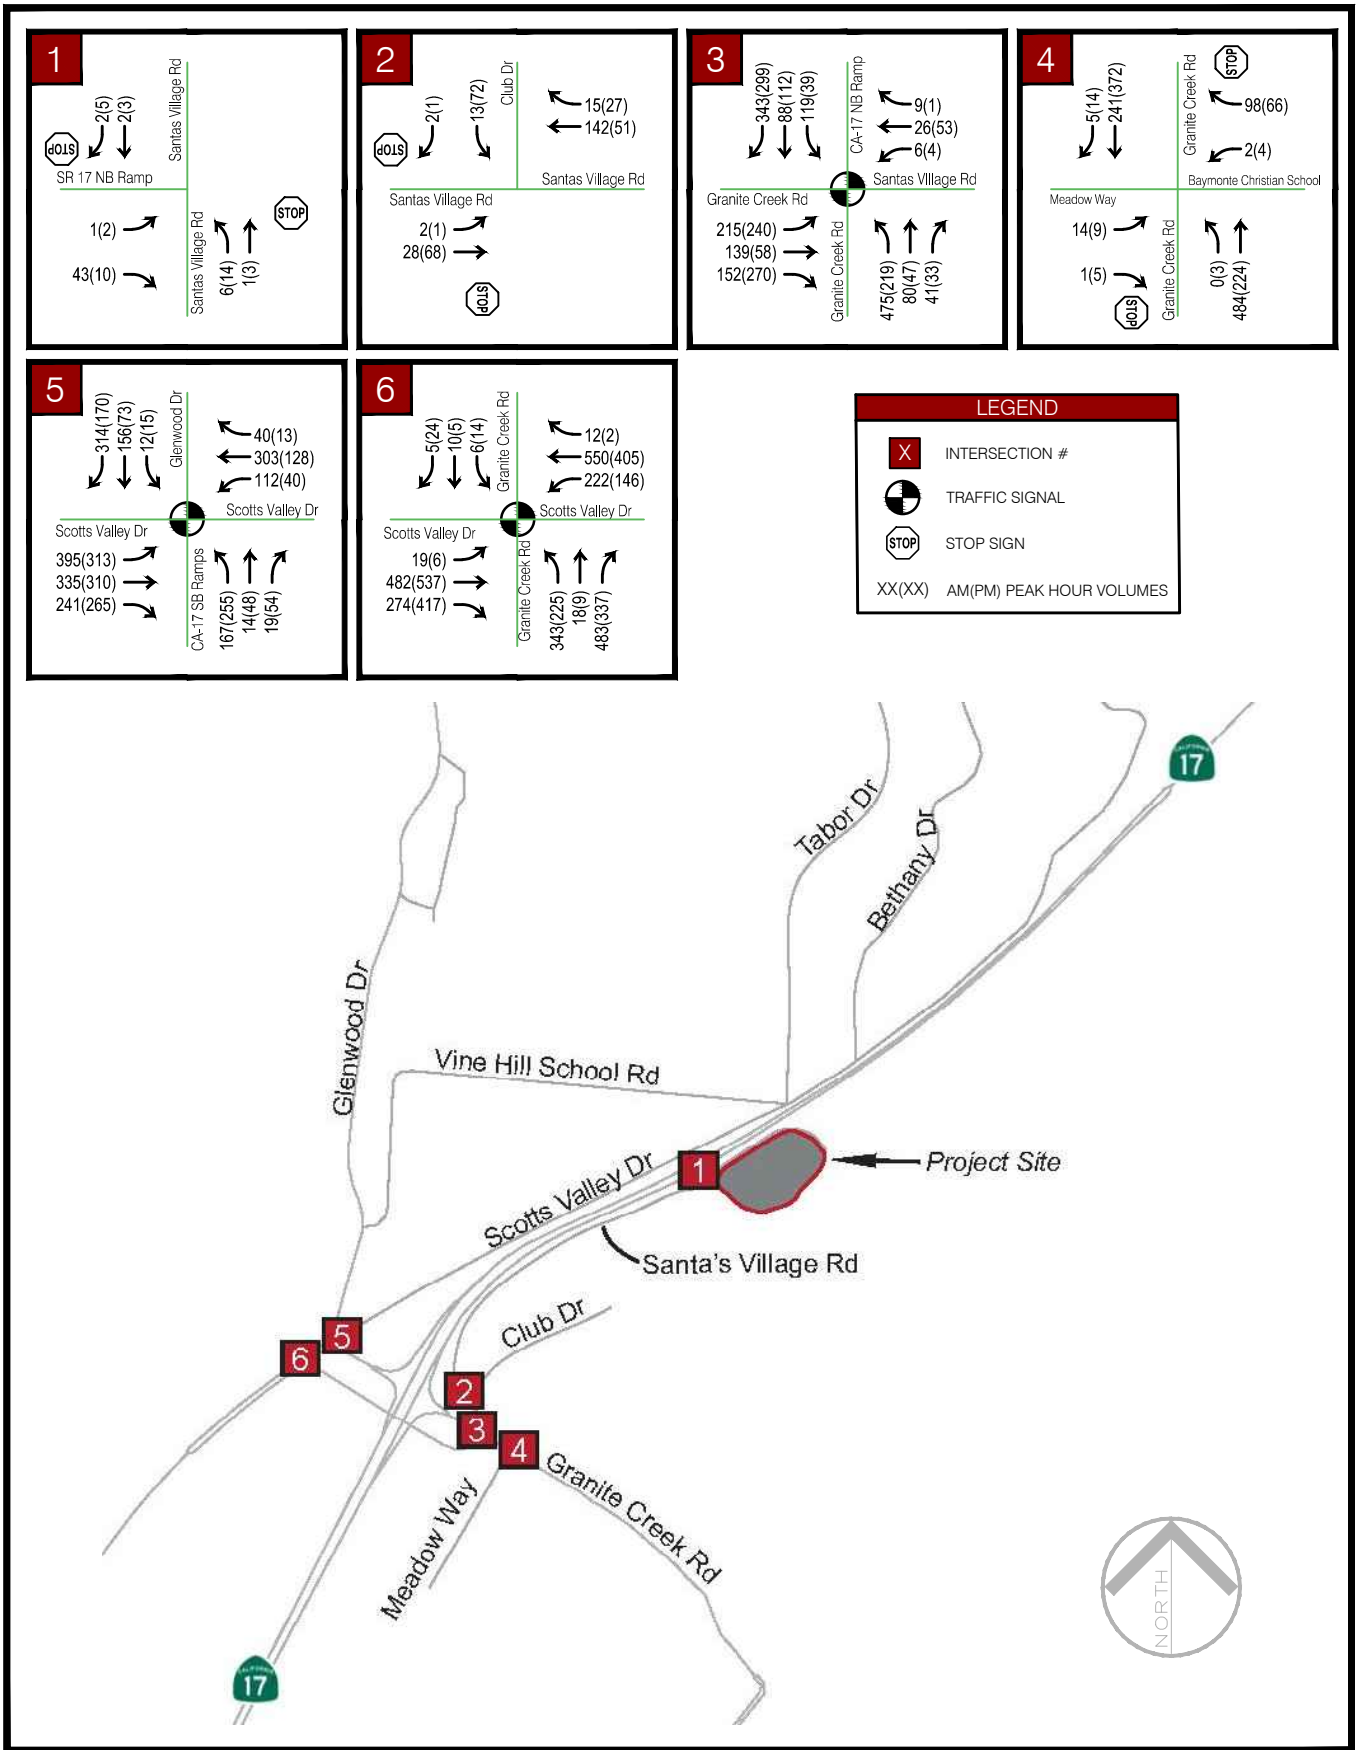 1
2(5)
2(3)
Santas Village Rd
STOP
SR 17 NB Ramp
1(2)
43(10)
Santas Village Rd
6(14)
1(3)
STOP
2
2(1)
13(72)
Club Dr
15(27)
142(51)
STOP
Santas Village Rd
Santas Village Rd
2(1)
28(68)
STOP
3
343(299)
88(112)
119(39)
CA-17 NB Ramp
9(1)
26(53)
6(4)
Santas VIllage Rd
Granite Creek Rd
215(240)
139(58)
152(270)
Granite Creek Rd
475(219)
80(47)
41(33)
4
5(14)
241(372)
Granite Creek Rd
STOP
98(66)
2(4)
Baymonte Christian School
Meadow Way
14(9)
1(5)
STOP
Granite Creek Rd
0(3)
484(224)
5
314(170)
156(73)
12(15)
Glenwood Dr
40(13)
303(128)
112(40)
Scotts Valley Dr
Scotts Valley Dr
395(313)
335(310)
241(265)
CA-17 SB Ramps
167(255)
14(48)
19(54)
6
5(24)
10(5)
6(14)
Granite Creek Rd
12(2)
550(405)
222(146)
Scotts Valley Dr
Scotts Valley Dr
19(6)
482(537)
274(417)
Granite Creek Rd
343(225)
18(9)
483(337)
LEGEND
X INTERSECTION #
TRAFFIC SIGNAL
STOP STOP SIGN
XX(XX) AM(PM) PEAK HOUR VOLUMES
CALIFORNIA
17
Tabor Dr
Bethany Dr
Glenwood Dr
Vine Hill School Rd
1
Project Site
Scotts Valley Dr
Santa's Village Rd
Club Dr
5
6
2
3
4
Granite Creek Rd
Meadow Way
NORTH
CALIFORNIA
17